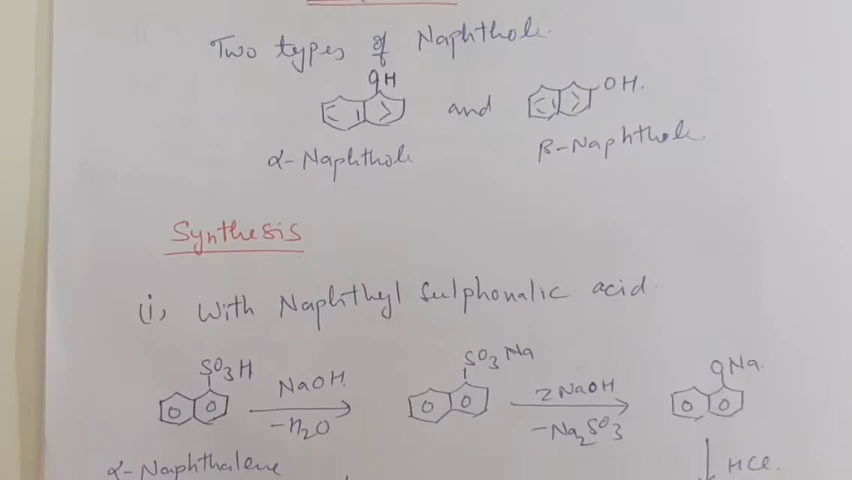 Two types of Naphthole.
OH
and
OH.
α-Naphthole
β-Naphthole
Synthesis
(i) With Naphthyl Sulphonalic acid.
SO3H
NaOH
-H2O
SO3Na
2NaOH
-Na2SO3
ONa.
α-Naphthalene
HCl.